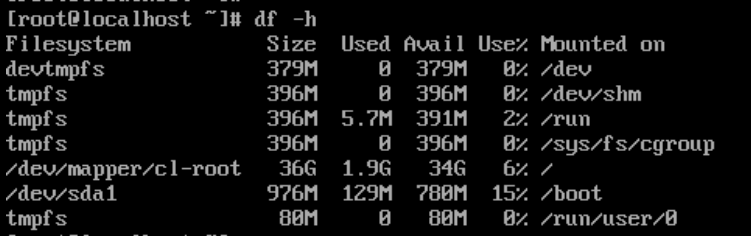 [root@localhost ~]# df -h
Filesystem           Size  Used Avail Use% Mounted on
devtmpfs             379M     0  379M   0% /dev
tmpfs                396M     0  396M   0% /dev/shm
tmpfs                396M  5.7M  391M   2% /run
tmpfs                396M     0  396M   0% /sys/fs/cgroup
/dev/mapper/cl-root   36G  1.9G   34G   6% /
/dev/sda1            976M  129M  780M  15% /boot
tmpfs                 80M     0   80M   0% /run/user/0